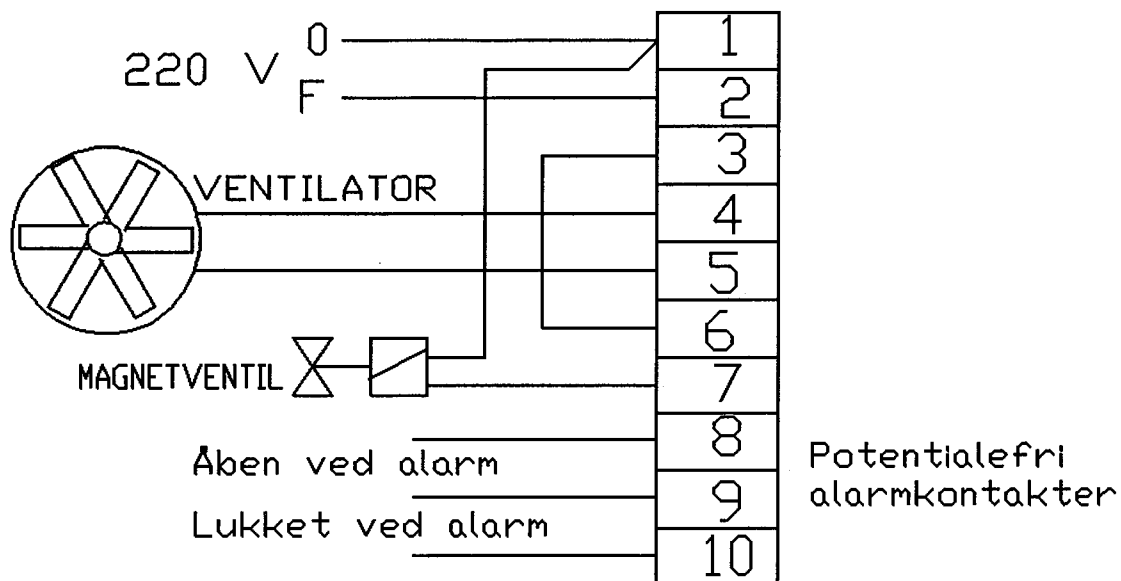 0
220 V
F
VENTILATOR
MAGNETVENTIL
Åben ved alarm
Lukket ved alarm
1
2
3
4
5
6
7
8
9
10
Potentialefri
alarmkontakter